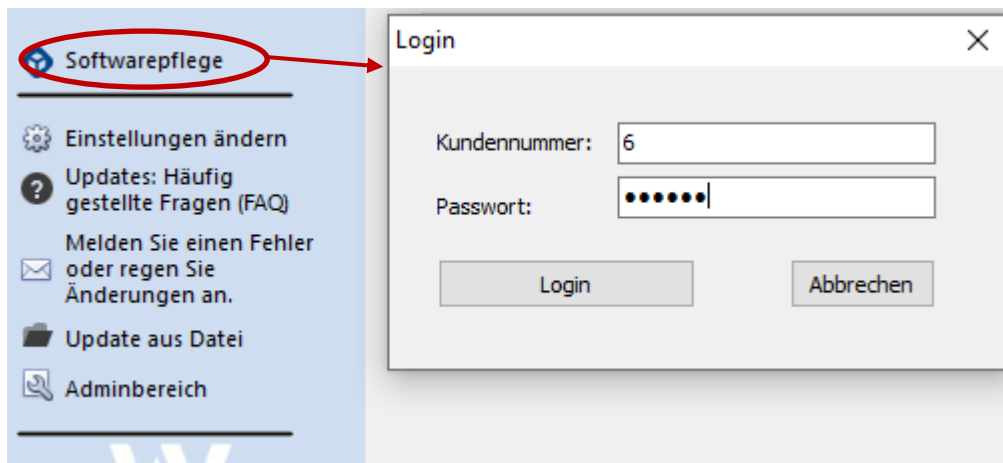 Softwarepflege
Einstellungen ändern
Updates: Häufig
gestellte Fragen (FAQ)
Melden Sie einen Fehler
oder regen Sie
Änderungen an.
Update aus Datei
Adminbereich
Login
Kundennummer: 6
Passwort: ●●●●●●
Login Abbrechen